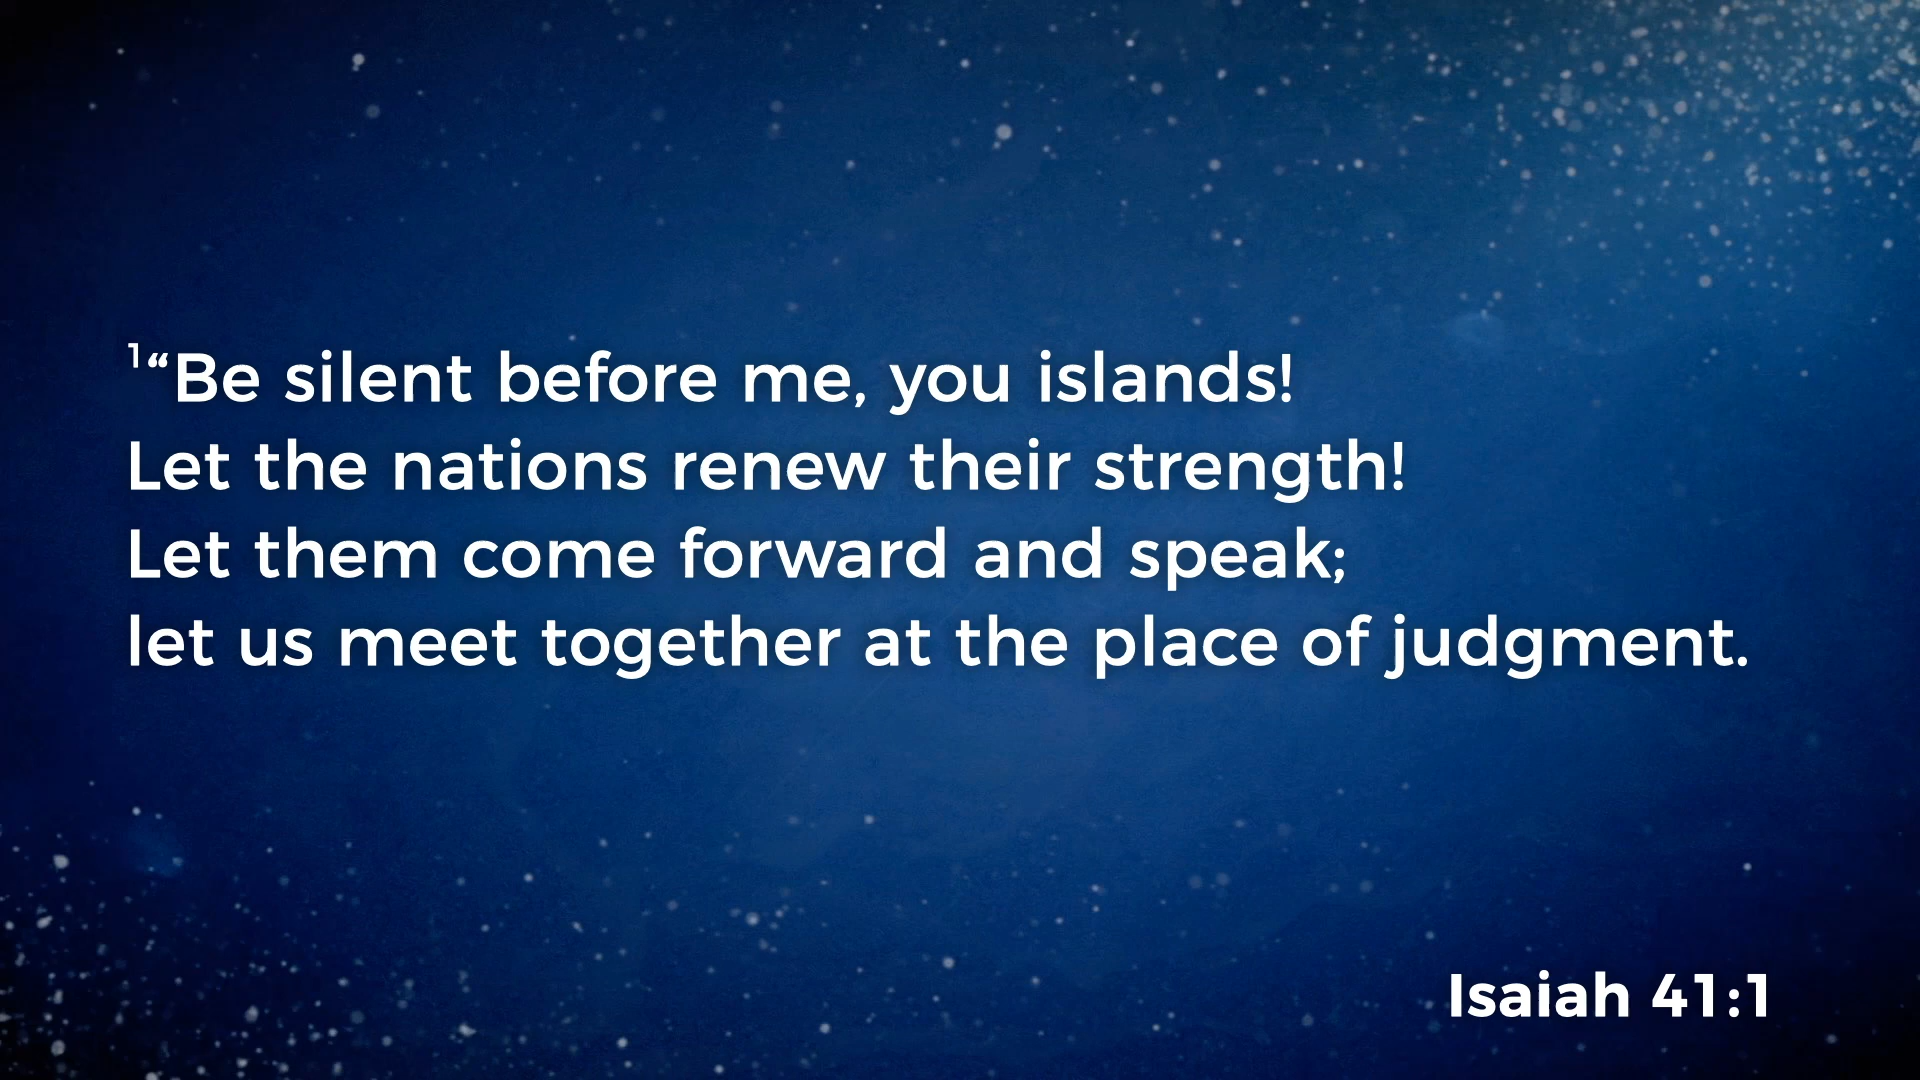 1“Be silent before me, you islands!
Let the nations renew their strength!
Let them come forward and speak;
let us meet together at the place of judgment.
Isaiah 41:1